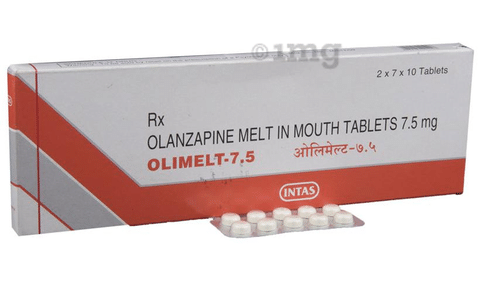 1mg
2 x 7 x 10 Tablets
Rx
OLANZAPINE MELT IN MOUTH TABLETS 7.5 mg
OLIMELT-7.5 ओलिमेल्ट-७.५
INTAS